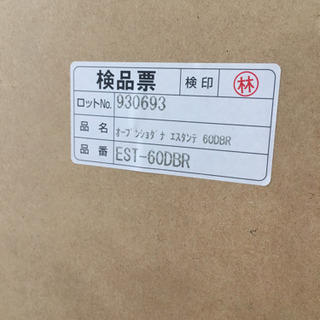 検品票 検印 林
ロットNo. 930693
品名 オープンショダナ エスタンテ 60DBR
品番 EST-60DBR